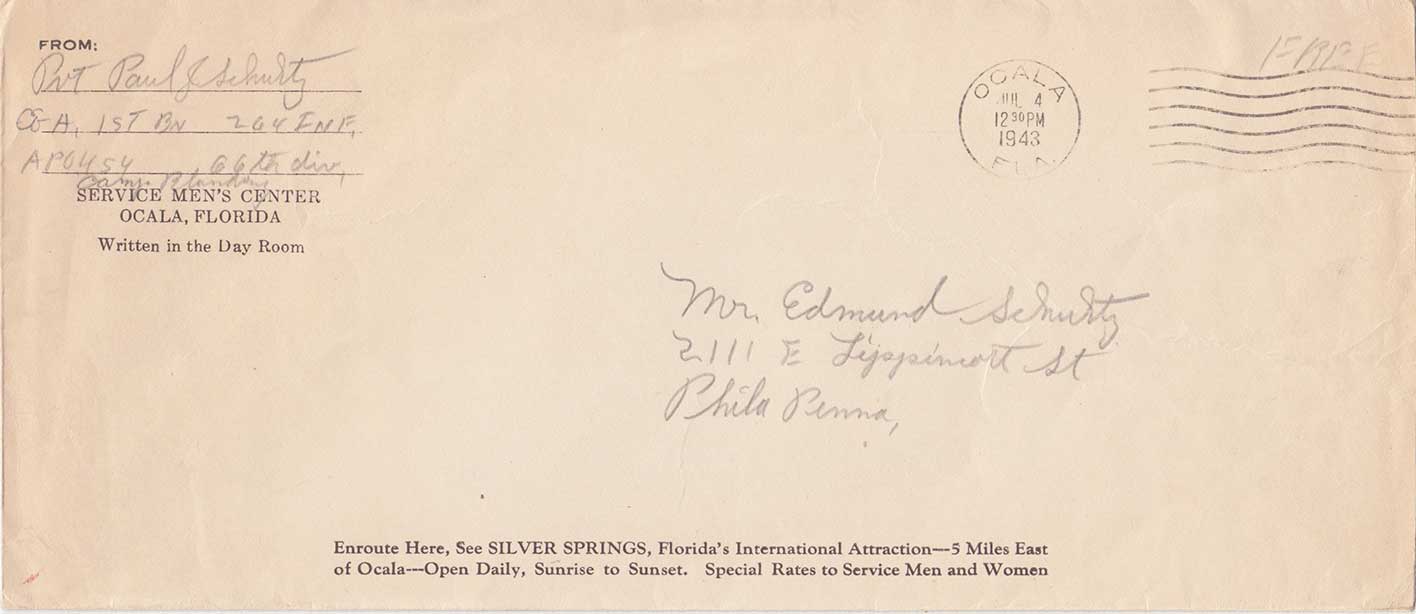 FROM:
Pvt Paul J Schultz
Co A, 1ST BN 264 INF,
APO 454 66th div,
Camp Blanding
SERVICE MEN'S CENTER
OCALA, FLORIDA
Written in the Day Room
OCALA
JUL 4
12 30 PM
1943
FLA
FREE
Mr. Edmund Schultz
2111 E Lippincott St
Phila Penna,
Enroute Here, See SILVER SPRINGS, Florida's International Attraction—5 Miles East
of Ocala—Open Daily, Sunrise to Sunset. Special Rates to Service Men and Women